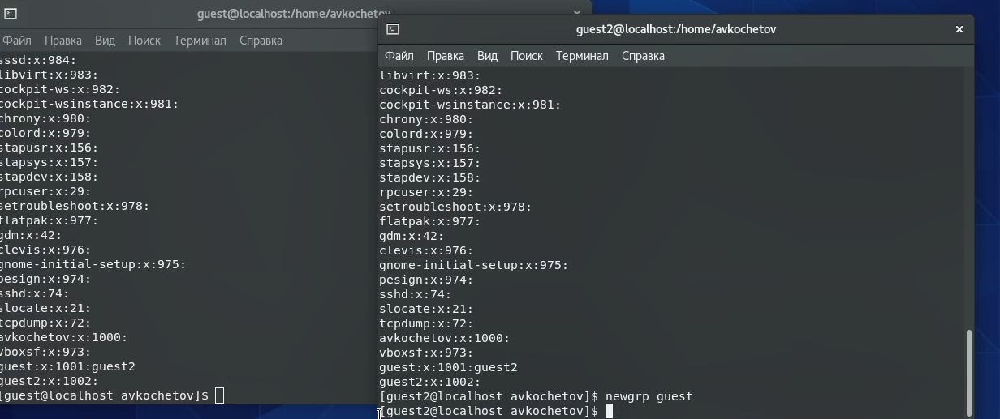 guest@localhost:/home/avkochetov
Файл Правка Вид Поиск Терминал Справка
sssd:x:984:
libvirt:x:983:
cockpit-ws:x:982:
cockpit-wsinstance:x:981:
chrony:x:980:
colord:x:979:
stapusr:x:156:
stapsys:x:157:
stapdev:x:158:
rpcuser:x:29:
setroubleshoot:x:978:
flatpak:x:977:
gdm:x:42:
clevis:x:976:
gnome-initial-setup:x:975:
pesign:x:974:
sshd:x:74:
slocate:x:21:
tcpdump:x:72:
avkochetov:x:1000:
vboxsf:x:973:
guest:x:1001:guest2
guest2:x:1002:
[guest@localhost avkochetov]$
guest2@localhost:/home/avkochetov
Файл Правка Вид Поиск Терминал Справка
libvirt:x:983:
cockpit-ws:x:982:
cockpit-wsinstance:x:981:
chrony:x:980:
colord:x:979:
stapusr:x:156:
stapsys:x:157:
stapdev:x:158:
rpcuser:x:29:
setroubleshoot:x:978:
flatpak:x:977:
gdm:x:42:
clevis:x:976:
gnome-initial-setup:x:975:
pesign:x:974:
sshd:x:74:
slocate:x:21:
tcpdump:x:72:
avkochetov:x:1000:
vboxsf:x:973:
guest:x:1001:guest2
guest2:x:1002:
[guest2@localhost avkochetov]$ newgrp guest
[guest2@localhost avkochetov]$